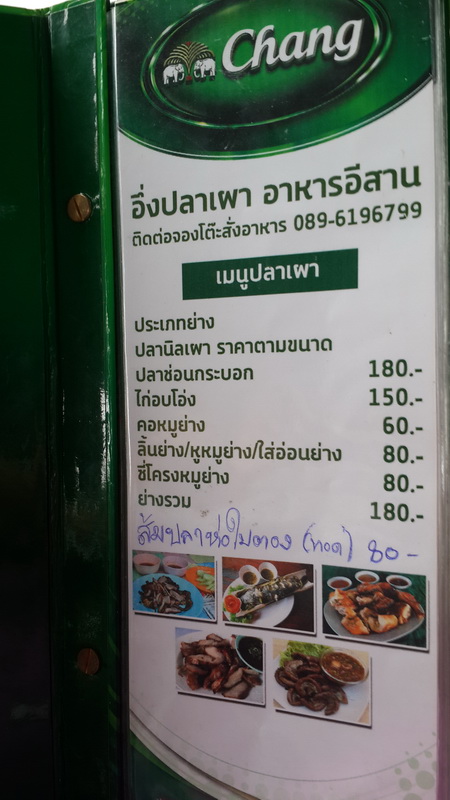 Chang
อึ่งปลาเผา อาหารอีสาน
ติดต่อจองโต๊ะสั่งอาหาร 089-6196799
เมนูปลาเผา
ประเภทย่าง
ปลานิลเผา ราคาตามขนาด
ปลาช่อนกระบอก 180.-
ไก่อบโอ่ง 150.-
คอหมูย่าง 60.-
ลิ้นย่าง/หูหมูย่าง/ใส่อ่อนย่าง 80.-
ซี่โครงหมูย่าง 80.-
ย่างรวม 180.-
ส้มปลาห่อใบตอง (ทอด) 80-